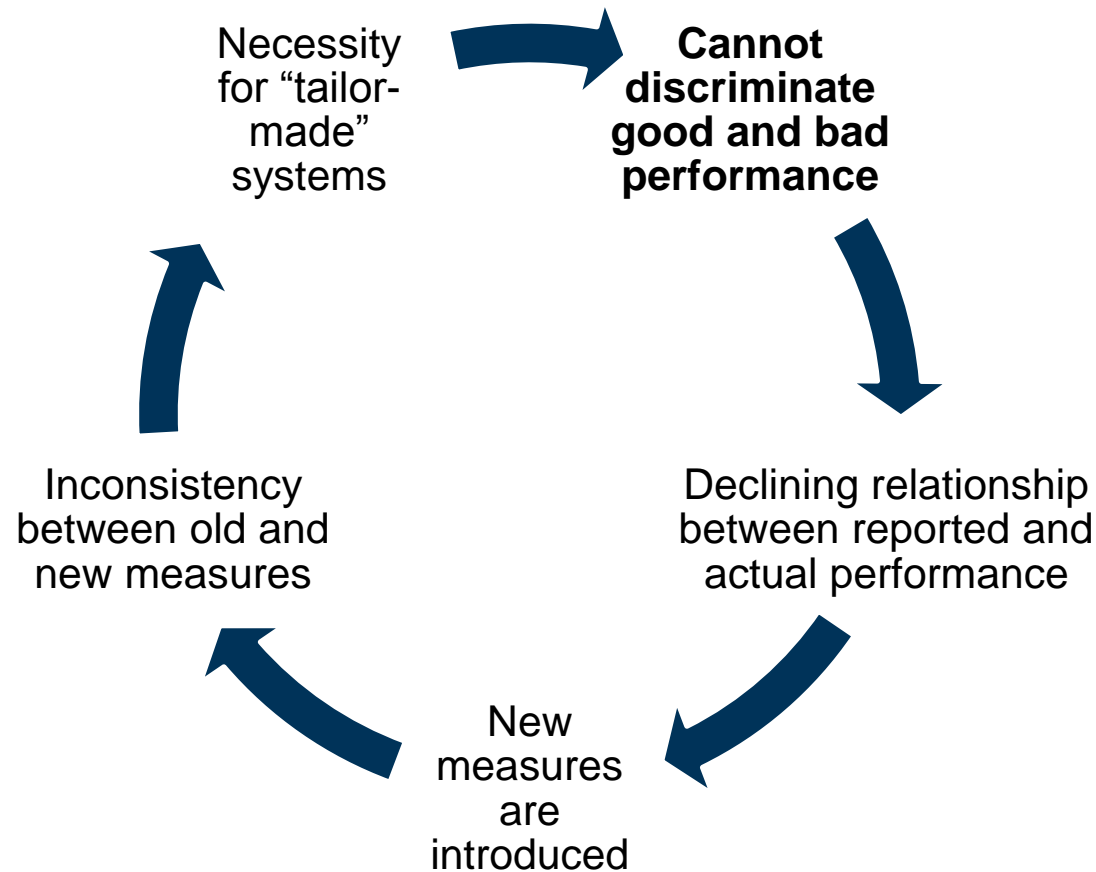 Necessity
for “tailor-
made”
systems
Cannot
discriminate
good and bad
performance
Declining relationship
between reported and
actual performance
New
measures
are
introduced
Inconsistency
between old and
new measures